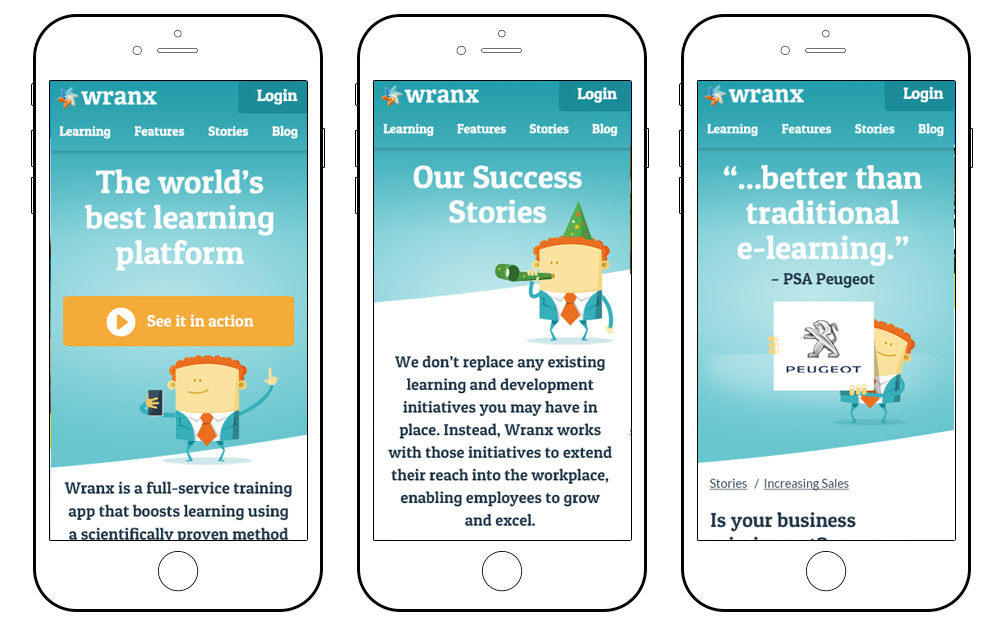 wranx
Login
Learning Features Stories Blog
The world’s
best learning
platform
See it in action
Wranx is a full-service training
app that boosts learning using
a scientifically proven method
wranx
Login
Learning Features Stories Blog
Our Success
Stories
We don’t replace any existing
learning and development
initiatives you may have in
place. Instead, Wranx works
with those initiatives to extend
their reach into the workplace,
enabling employees to grow
and excel.
wranx
Login
Learning Features Stories Blog
“...better than
traditional
e-learning.”
– PSA Peugeot
PEUGEOT
Stories / Increasing Sales
Is your business